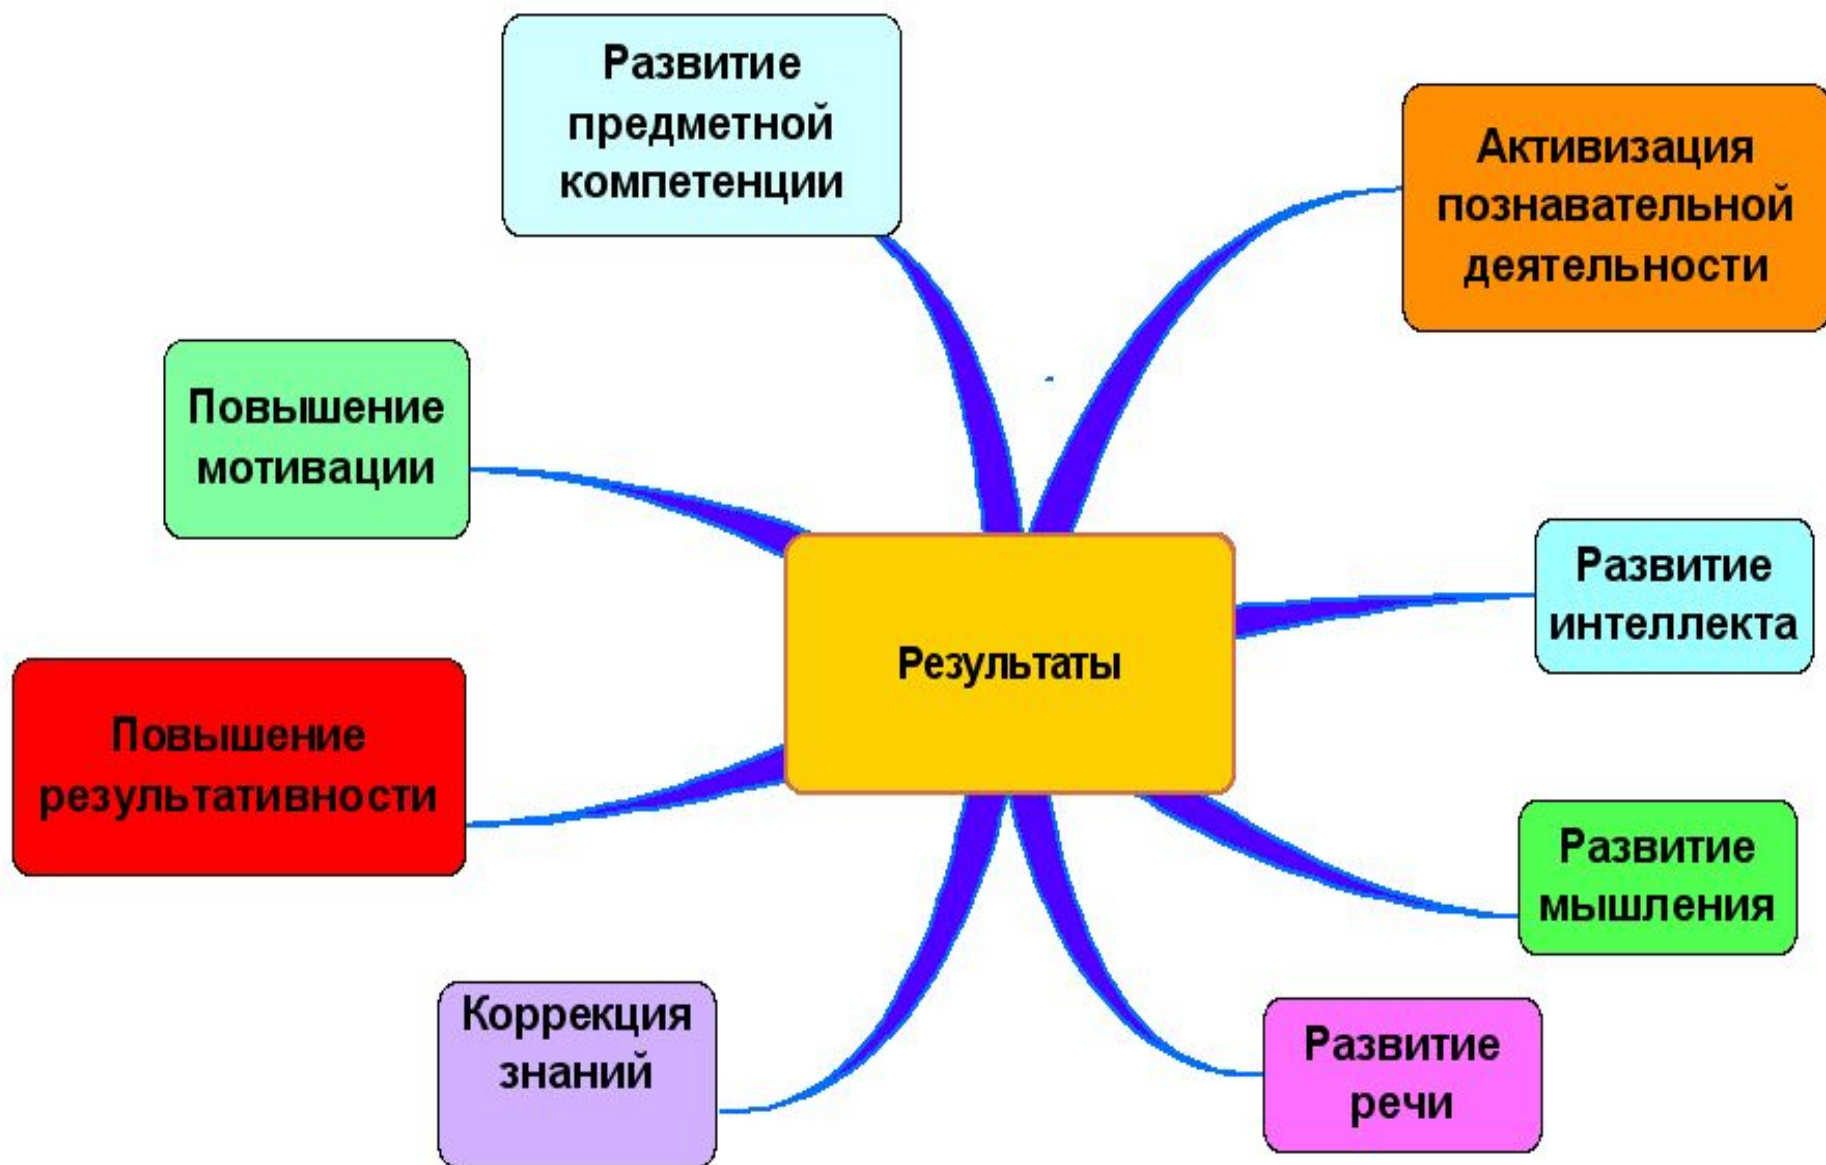 Развитие
предметной
компетенции
Активизация
познавательной
деятельности
Повышение
мотивации
Развитие
интеллекта
Результаты
Повышение
результативности
Развитие
мышления
Коррекция
знаний
Развитие
речи